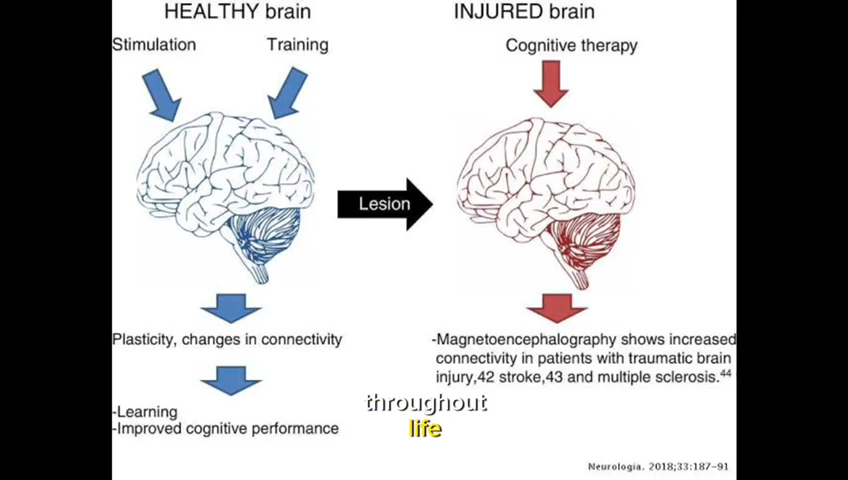 HEALTHY brain
Stimulation
Training
Plasticity, changes in connectivity
-Learning
-Improved cognitive performance
Lesion
INJURED brain
Cognitive therapy
-Magnetoencephalography shows increased
connectivity in patients with traumatic brain
injury,42 stroke,43 and multiple sclerosis.44
throughout
life
Neurologia. 2018;33:187-91